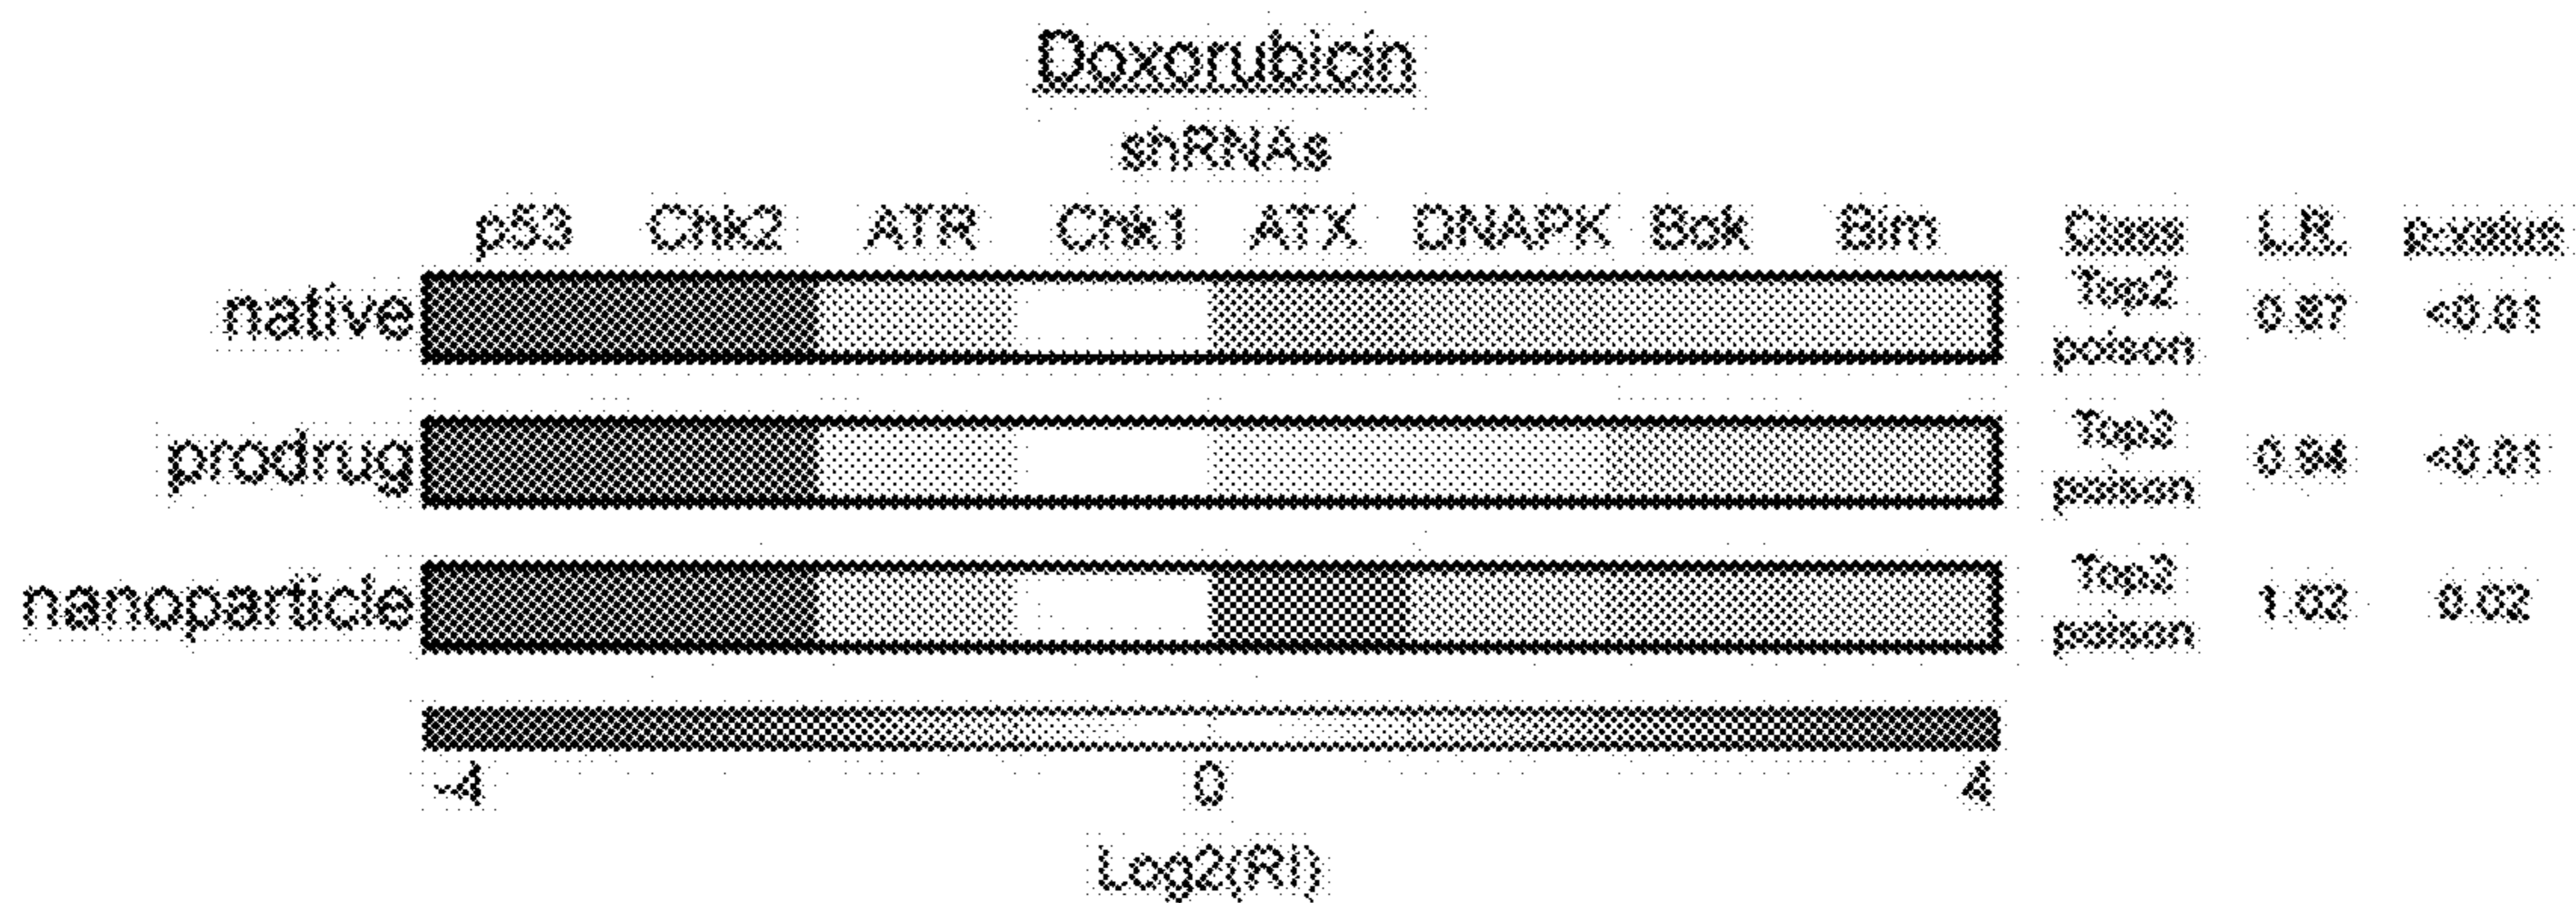 Doxorubicin
shRNAs
p53 Chk2 ATR Chk1 ATX DNAPK Bok Bim Class L.R. p-value
native Top2 poison 0.87 <0.01
prodrug Top2 poison 0.94 <0.01
nanoparticle Top2 poison 1.02 0.02
-4 0 4
Log2(RI)